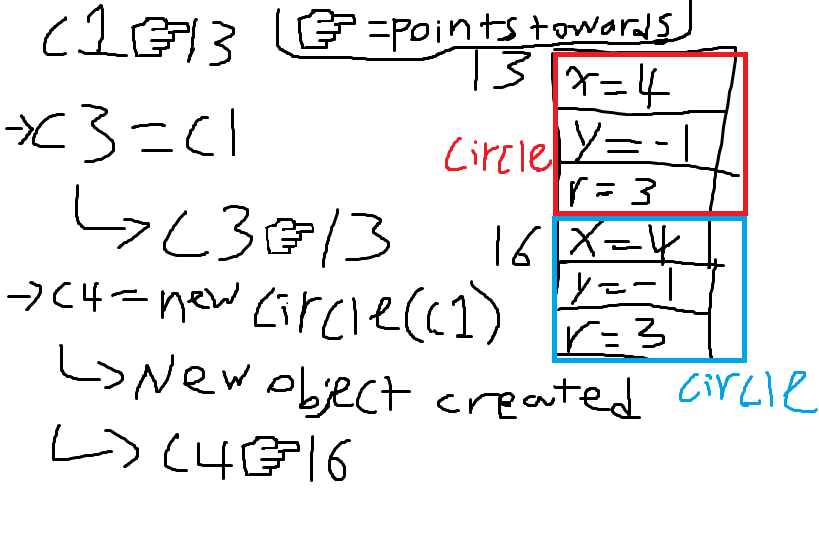 C1☞13
☞=points towards
→C3=C1
↳C3☞13
→C4=new circle(c1)
↳New object created
↳C4☞16
13
x=4
y=-1
r=3
circle
16
x=4
y=-1
r=3
circle